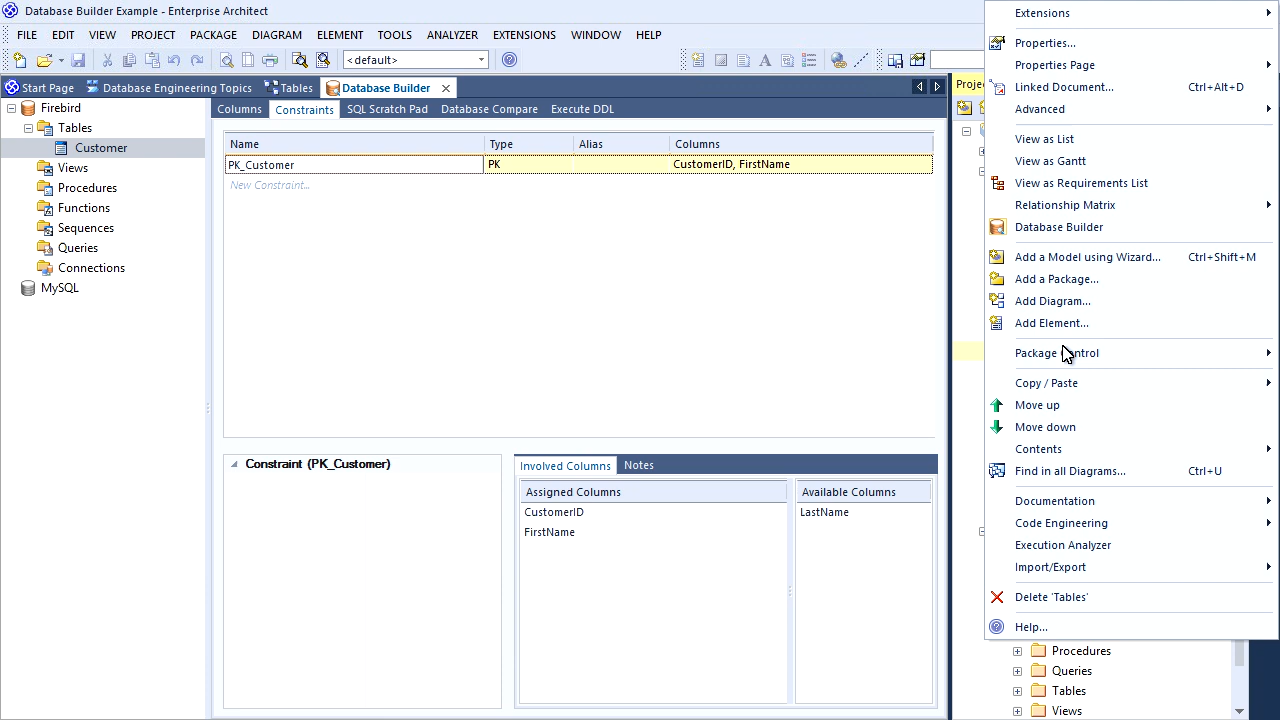 Database Builder Example - Enterprise Architect
FILE EDIT VIEW PROJECT PACKAGE DIAGRAM ELEMENT TOOLS ANALYZER EXTENSIONS WINDOW HELP
< default>
Start Page Database Engineering Topics Tables Database Builder
Firebird
Tables
Customer
Views
Procedures
Functions
Sequences
Queries
Connections
MySQL
Columns Constraints SQL Scratch Pad Database Compare Execute DDL
Name Type Alias Columns
PK_Customer PK CustomerID, FirstName
New Constraint...
Constraint (PK_Customer)
Involved Columns Notes
Assigned Columns Available Columns
CustomerID LastName
FirstName
Extensions
Properties...
Properties Page
Linked Document... Ctrl+Alt+D
Advanced
View as List
View as Gantt
View as Requirements List
Relationship Matrix
Database Builder
Add a Model using Wizard... Ctrl+Shift+M
Add a Package...
Add Diagram...
Add Element...
Package Control
Copy / Paste
Move up
Move down
Contents
Find in all Diagrams... Ctrl+U
Documentation
Code Engineering
Execution Analyzer
Import/Export
Delete 'Tables'
Help...
Procedures
Queries
Tables
Views